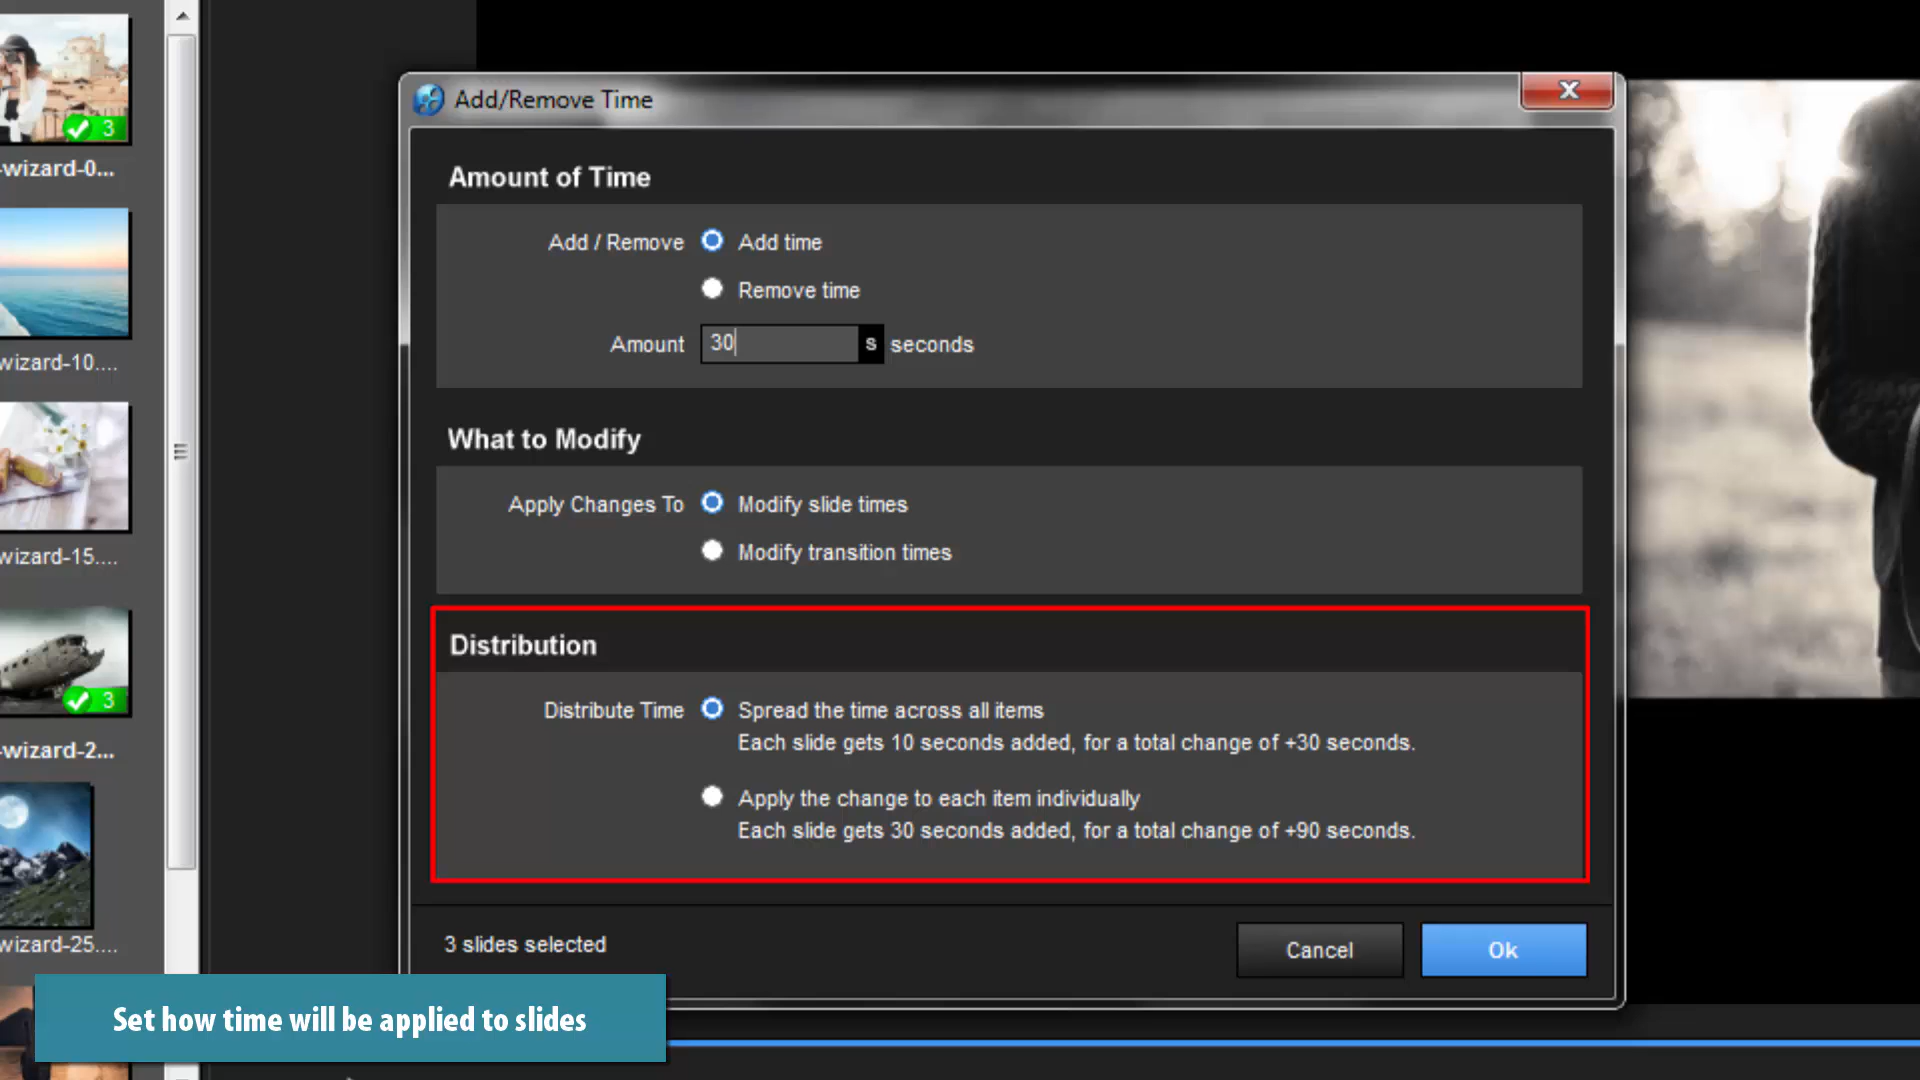 Add/Remove Time
Amount of Time
Add / Remove
Add time
Remove time
Amount
30
s
seconds
What to Modify
Apply Changes To
Modify slide times
Modify transition times
Distribution
Distribute Time
Spread the time across all items
Each slide gets 10 seconds added, for a total change of +30 seconds.
Apply the change to each item individually
Each slide gets 30 seconds added, for a total change of +90 seconds.
3 slides selected
Cancel
Ok
3
-wizard-0...
wizard-10....
wizard-15....
3
-wizard-2...
wizard-25....
Set how time will be applied to slides